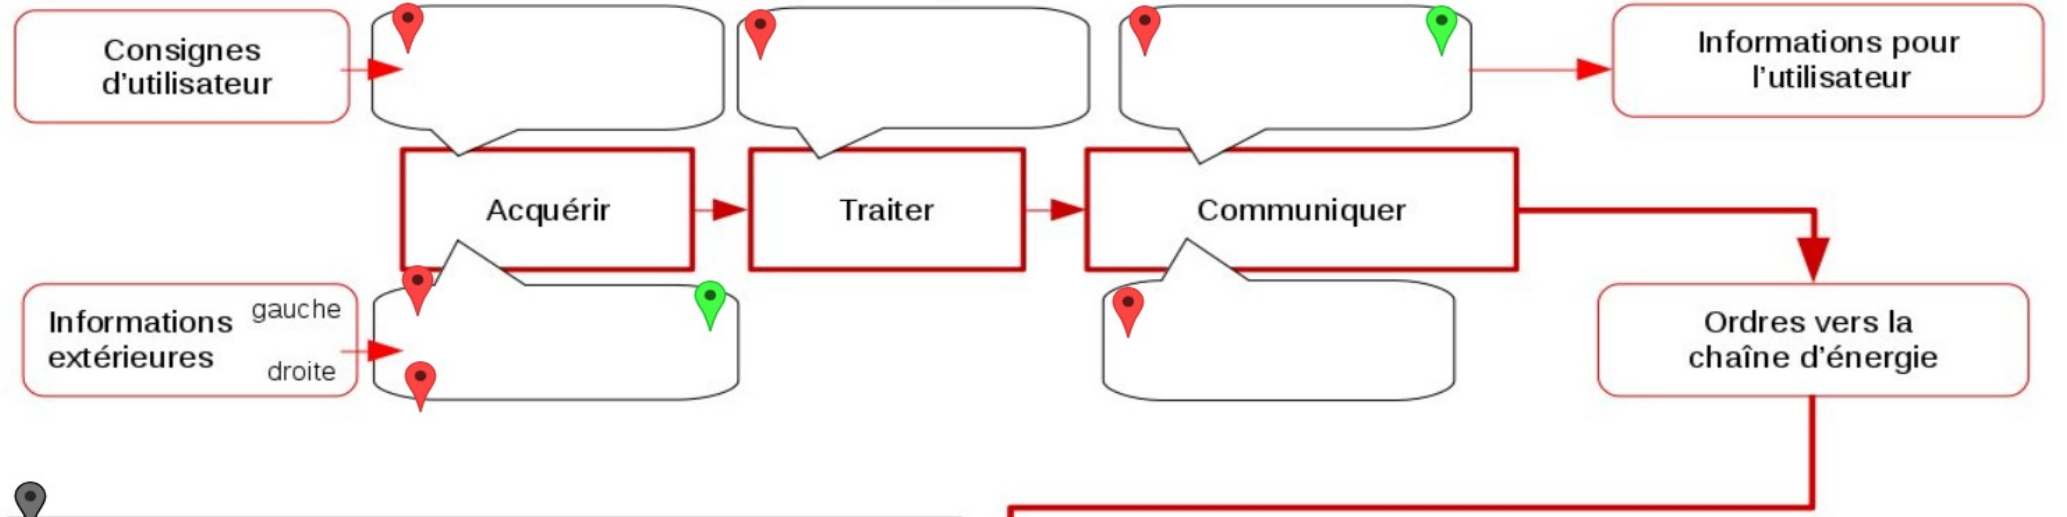 Consignes
d’utilisateur
Informations pour
l’utilisateur
Acquérir
Traiter
Communiquer
Informations
extérieures
gauche
droite
Ordres vers la
chaîne d’énergie